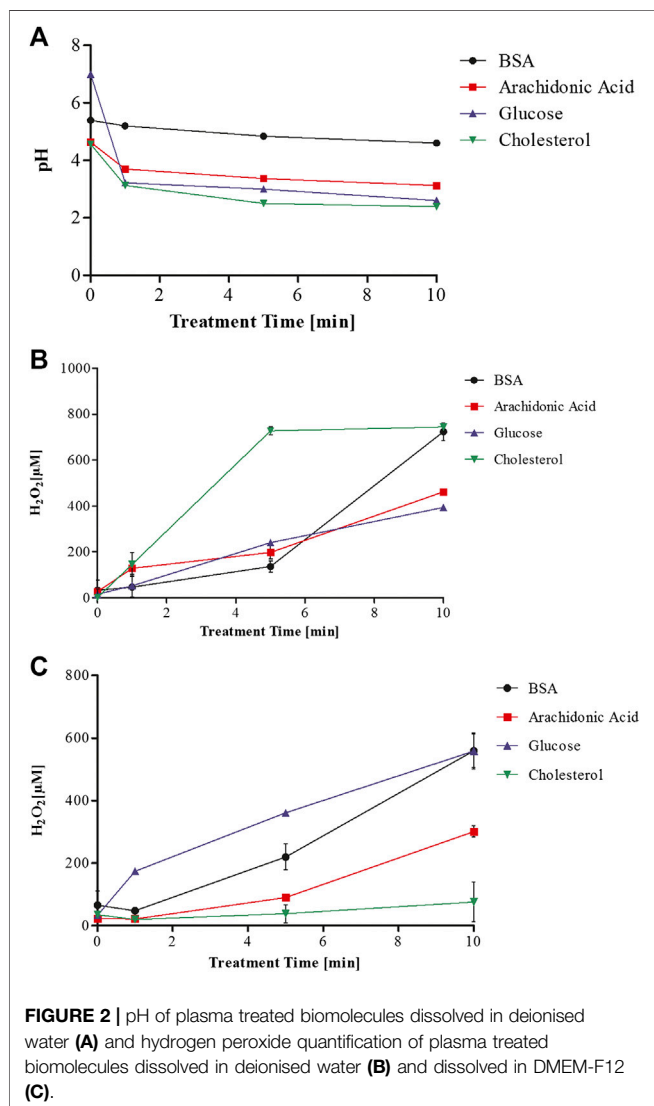 A
8
6
4
2
0
pH
0 2 4 6 8 10
Treatment Time [min]
BSA
Arachidonic Acid
Glucose
Cholesterol
B
1000
800
600
400
200
0
H₂O₂[µM]
0 2 4 6 8 10
Treatment Time [min]
BSA
Arachidonic Acid
Glucose
Cholesterol
C
800
600
400
200
0
H₂O₂[µM]
0 2 4 6 8 10
Treatment Time [min]
BSA
Arachidonic Acid
Glucose
Cholesterol
FIGURE 2 | pH of plasma treated biomolecules dissolved in deionised
water (A) and hydrogen peroxide quantification of plasma treated
biomolecules dissolved in deionised water (B) and dissolved in DMEM-F12
(C).